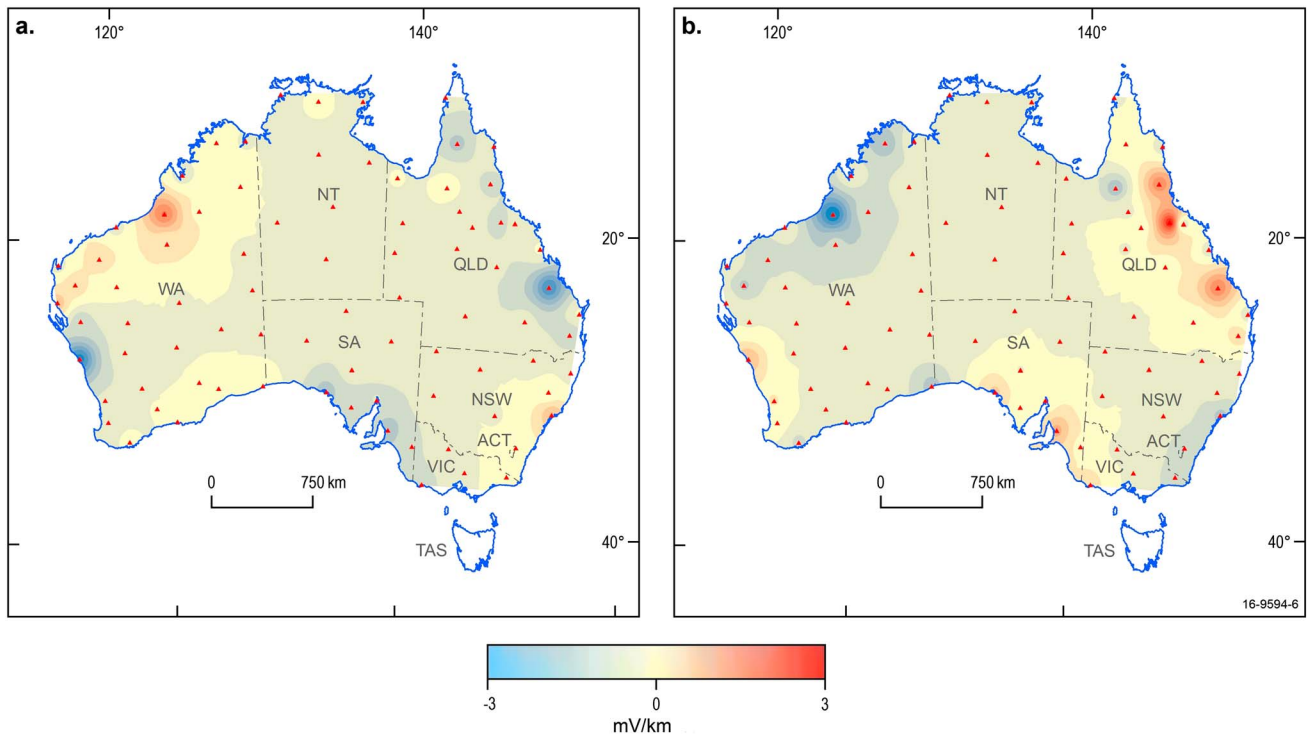 a.
120°
140°
NT
20°
QLD
WA
SA
NSW
ACT
VIC
0 750 km
TAS
40°
b.
120°
140°
NT
20°
QLD
WA
SA
NSW
ACT
VIC
0 750 km
TAS
40°
16-9594-6
-3 0 3
mV/km